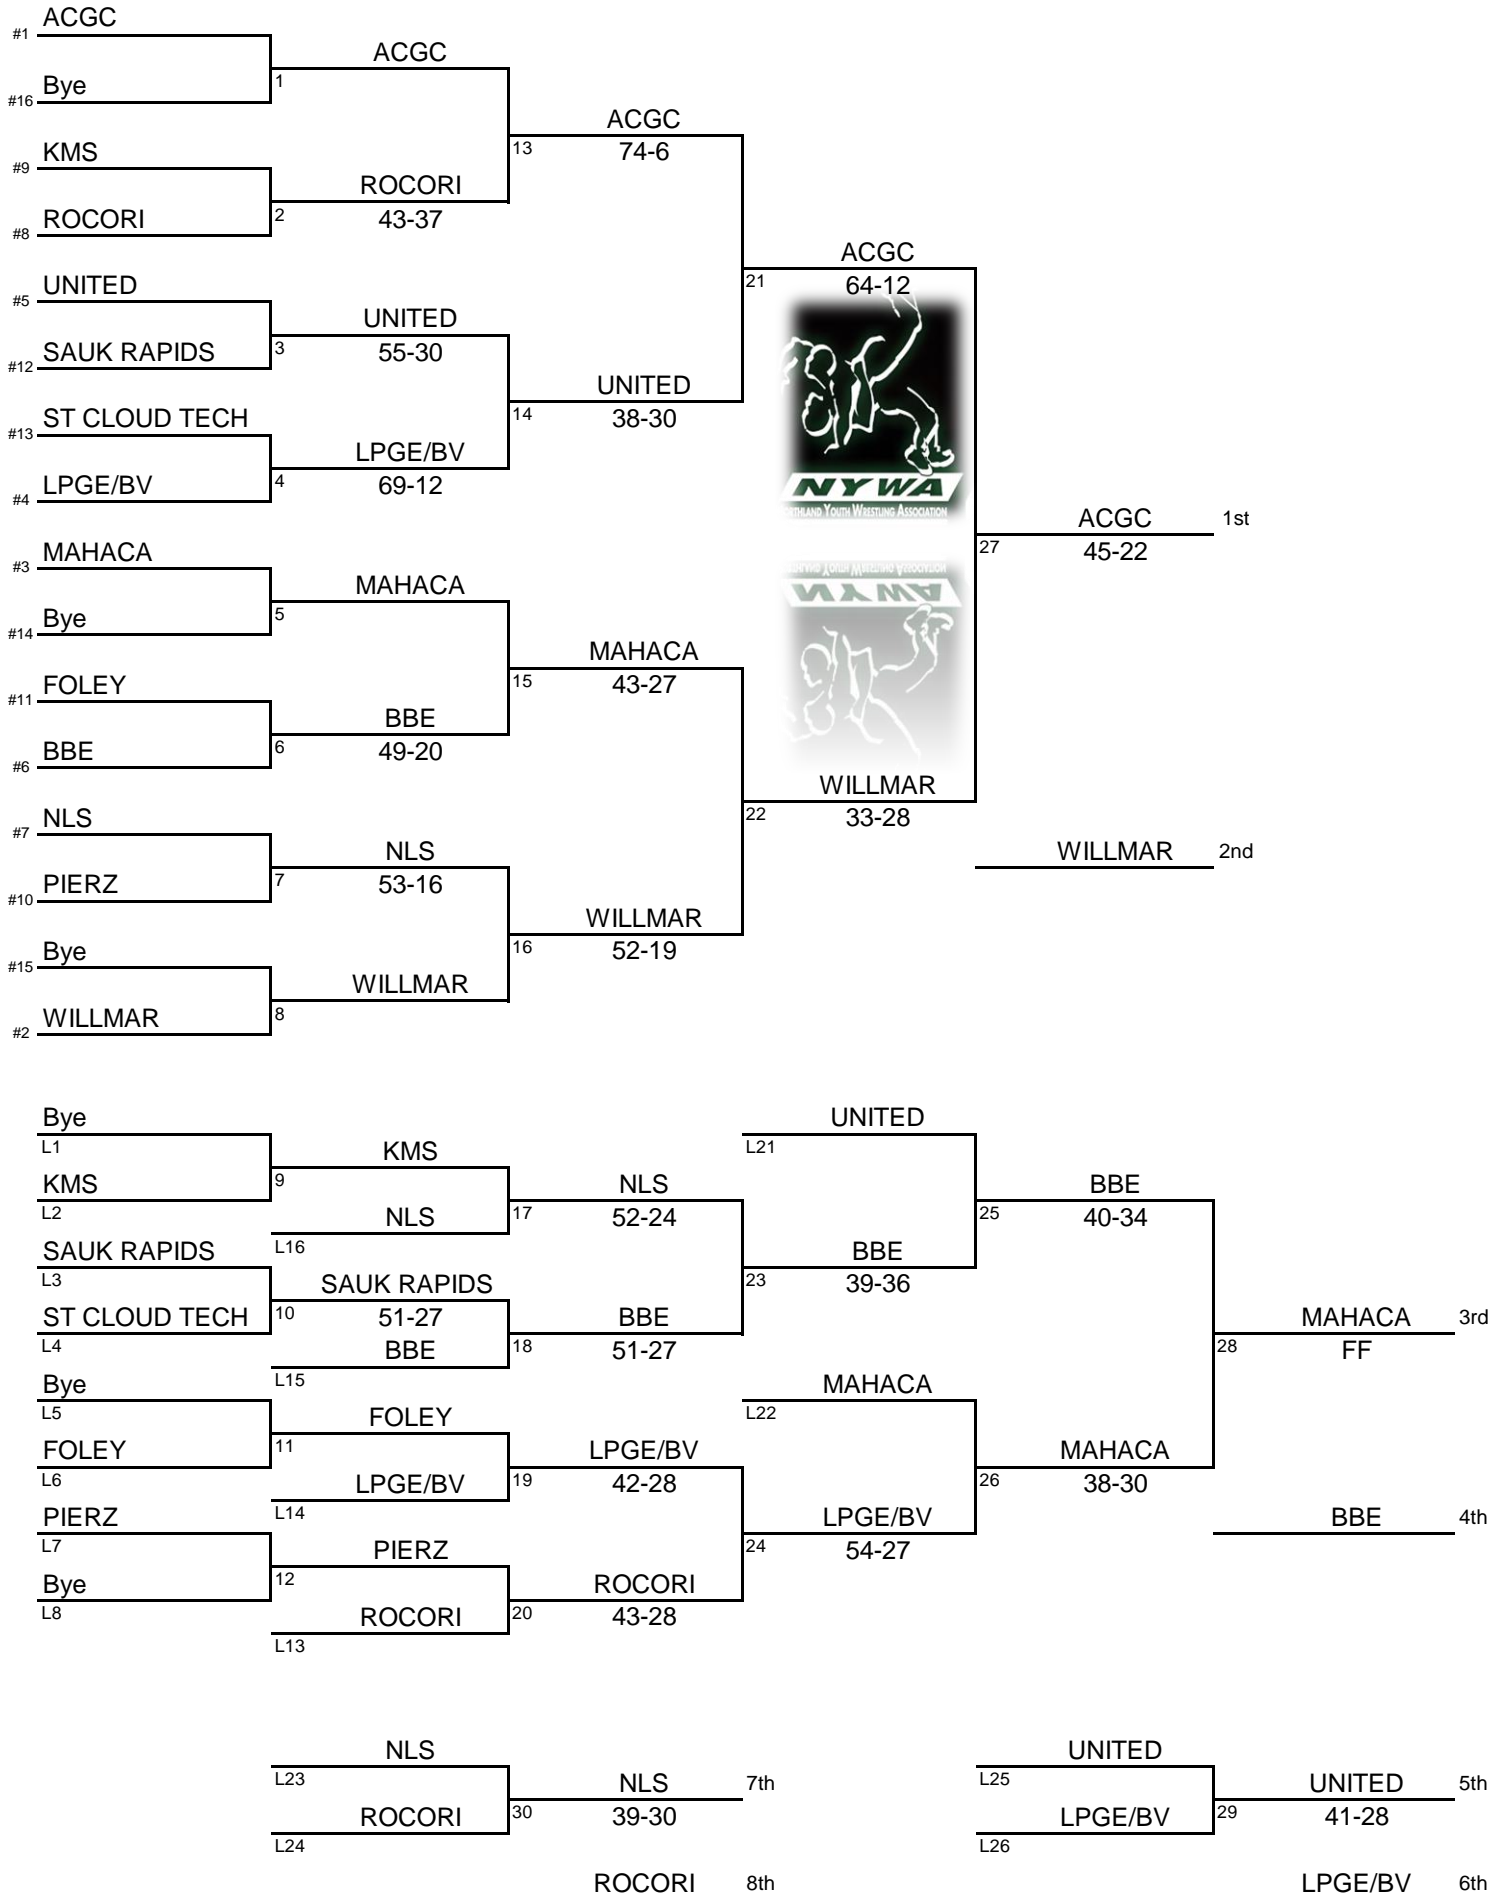 ACGC
#1
ACGC
Bye
1
#16
ACGC
KMS
13
74-6
#9
ROCORI
ROCORI
2
43-37
#8
ACGC
UNITED
21
64-12
#5
UNITED
SAUK RAPIDS
3
55-30
#12
UNITED
ST CLOUD TECH
14
38-30
#13
LPGE/BV
LPGE/BV
4
69-12
#4
NYWA
NORTHLAND YOUTH WRESTLING ASSOCIATION
ACGC
1st
MAHACA
27
45-22
#3
MAHACA
Bye
5
#14
MAHACA
FOLEY
15
43-27
#11
BBE
BBE
6
49-20
#6
WILLMAR
NLS
22
33-28
#7
NLS
WILLMAR
2nd
PIERZ
7
53-16
#10
WILLMAR
Bye
16
52-19
#15
WILLMAR
WILLMAR
8
#2
Bye
UNITED
L1
L21
KMS
KMS
9
NLS
BBE
L2
NLS
17
52-24
25
40-34
SAUK RAPIDS
L16
BBE
L3
SAUK RAPIDS
23
39-36
ST CLOUD TECH
10
51-27
BBE
MAHACA
3rd
L4
BBE
18
51-27
28
FF
Bye
L15
MAHACA
L5
FOLEY
L22
FOLEY
11
LPGE/BV
MAHACA
L6
LPGE/BV
19
42-28
26
38-30
PIERZ
L14
LPGE/BV
BBE
4th
L7
PIERZ
24
54-27
Bye
12
ROCORI
L8
ROCORI
20
43-28
L13
NLS
UNITED
L23
NLS
7th
L25
UNITED
5th
ROCORI
30
39-30
LPGE/BV
29
41-28
L24
L26
ROCORI
8th
LPGE/BV
6th